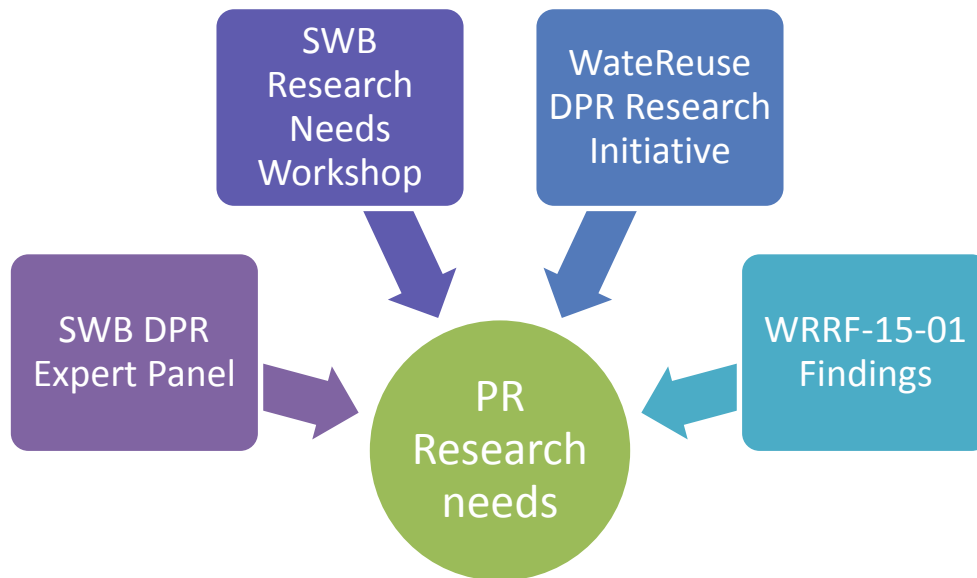 SWB
Research
Needs
Workshop
WateReuse
DPR Research
Initiative
SWB DPR
Expert Panel
WRRF-15-01
Findings
PR
Research
needs